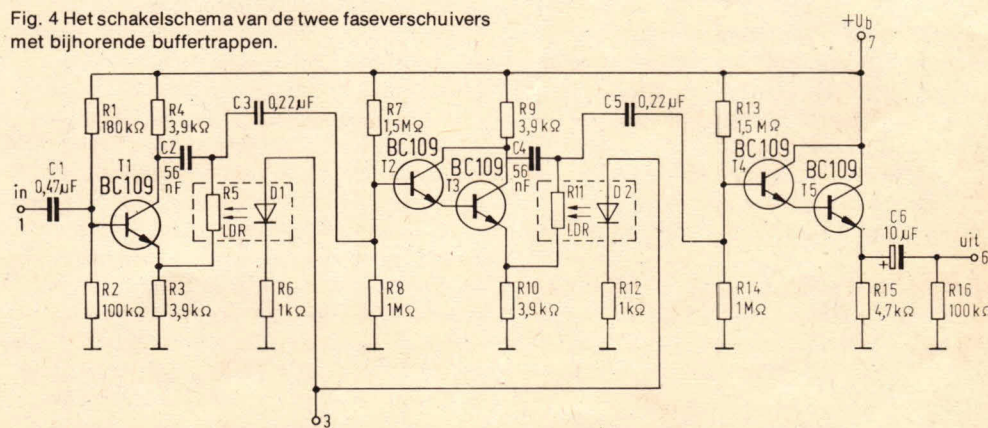 Fig. 4 Het schakelschema van de twee faseverschuivers
met bijhorende buffertrappen.
+Ub
7
R1
180kΩ
R4
3,9kΩ
C3
0,22µF
R7
1,5MΩ
R9
3,9kΩ
C5
0,22µF
R13
1,5MΩ
C2
56
nF
T2
BC109
C4
56
nF
BC109
T3
T4
BC109
BC109
T5
C1
0,47µF
in
1
T1
BC109
R5
LDR
D1
R11
LDR
D2
C6
10µF
+
uit
6
R2
100kΩ
R3
3,9kΩ
R6
1kΩ
R8
1MΩ
R10
3,9kΩ
R12
1kΩ
R14
1MΩ
R15
4,7kΩ
R16
100kΩ
3